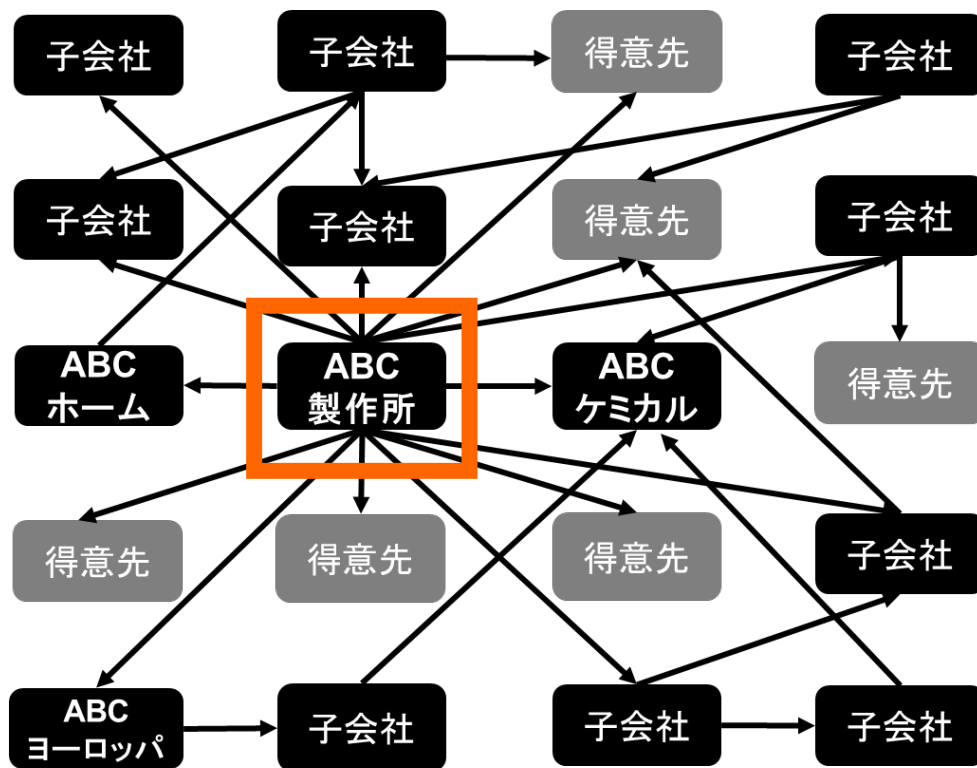 子会社
子会社
得意先
子会社
子会社
子会社
得意先
子会社
ABC
ホーム
ABC
製作所
ABC
ケミカル
得意先
得意先
得意先
得意先
子会社
ABC
ヨーロッパ
子会社
子会社
子会社